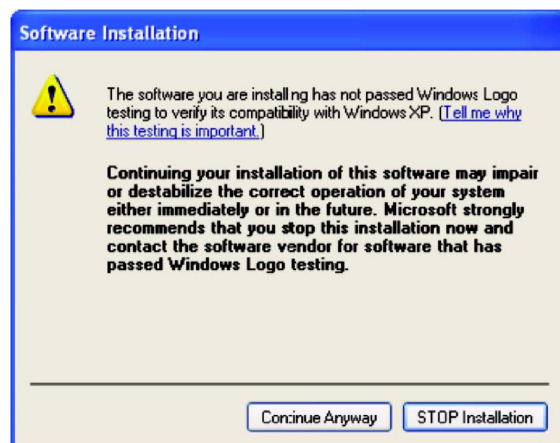 Software Installation
The software you are installing has not passed Windows Logo
testing to verify its compatibility with Windows XP. (Tell me why
this testing is important.)
Continuing your installation of this software may impair
or destabilize the correct operation of your system
either immediately or in the future. Microsoft strongly
recommends that you stop this installation now and
contact the software vendor for software that has
passed Windows Logo testing.
Continue Anyway
STOP Installation